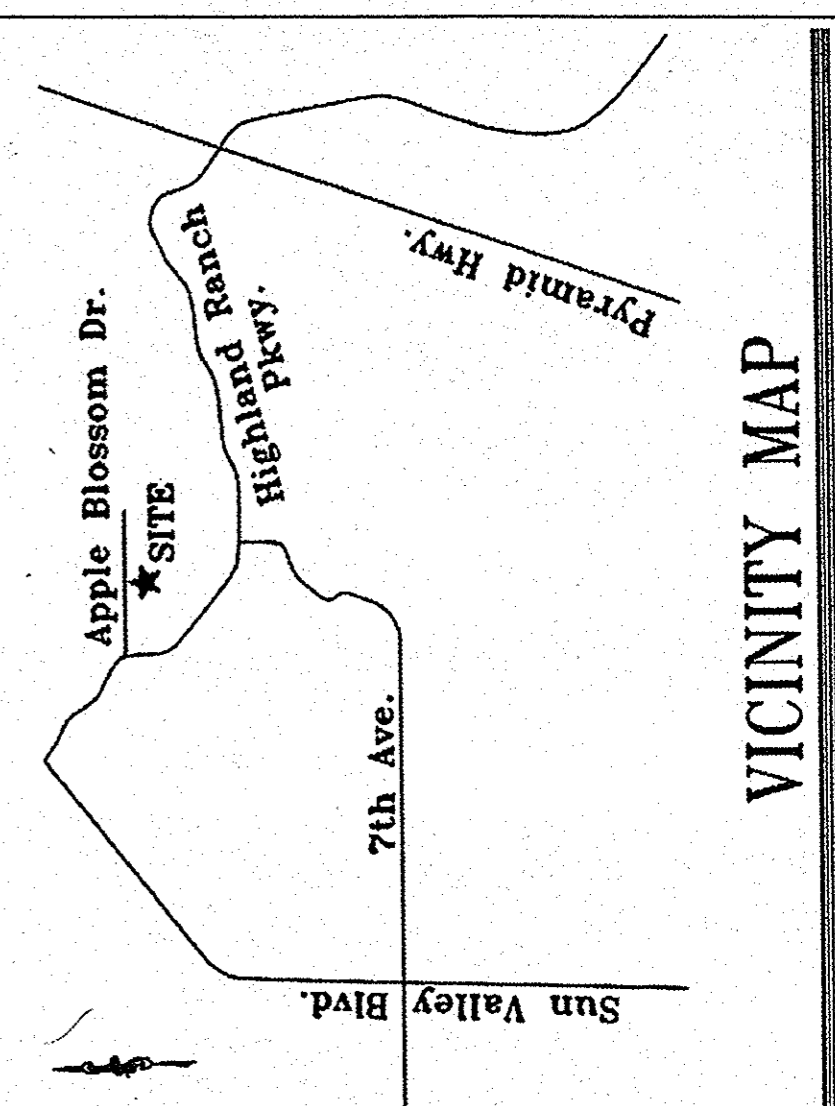 Apple Blossom Dr.
SITE
Highland Ranch
Pkwy.
Pyramid Hwy.
7th Ave.
Sun Valley Blvd.
VICINITY MAP